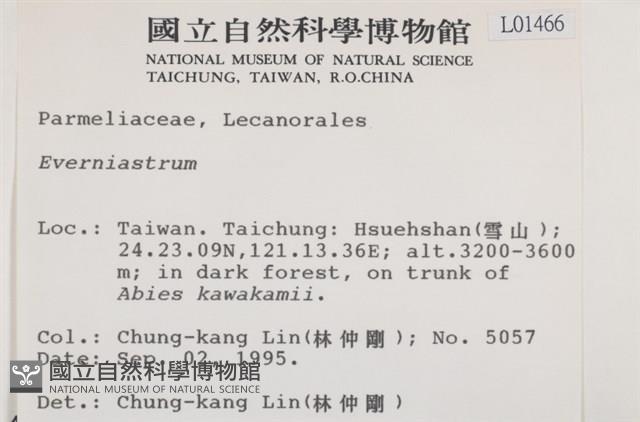 國立自然科學博物館
L01466
NATIONAL MUSEUM OF NATURAL SCIENCE
TAICHUNG, TAIWAN, R.O.CHINA
Parmeliaceae, Lecanorales
Everniastrum
Loc.: Taiwan. Taichung: Hsuehshan(雪山);
24.23.09N,121.13.36E; alt.3200-3600
m; in dark forest, on trunk of
Abies kawakamii.
Col.: Chung-kang Lin(林仲剛); No. 5057
Date: Sep. 02, 1995.
國立自然科學博物館
NATIONAL MUSEUM OF NATURAL SCIENCE
Det.: Chung-kang Lin(林仲剛)